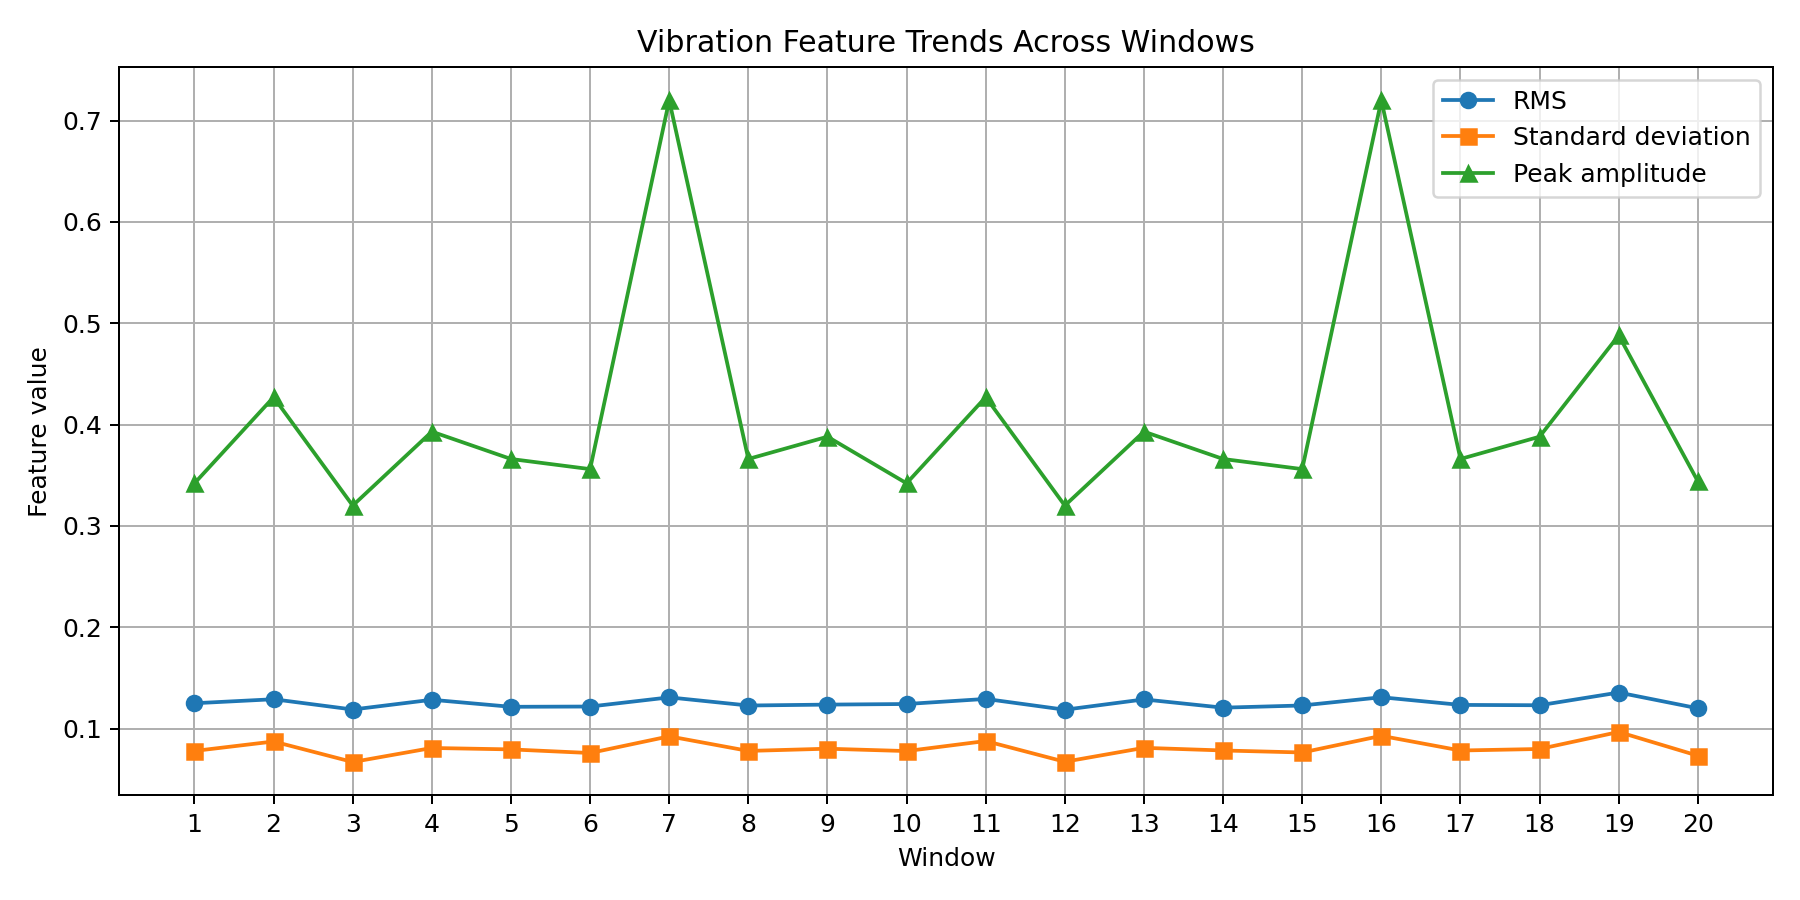 Vibration Feature Trends Across Windows
RMS
Standard deviation
Peak amplitude
Feature value
0.7
0.6
0.5
0.4
0.3
0.2
0.1
1 2 3 4 5 6 7 8 9 10 11 12 13 14 15 16 17 18 19 20
Window